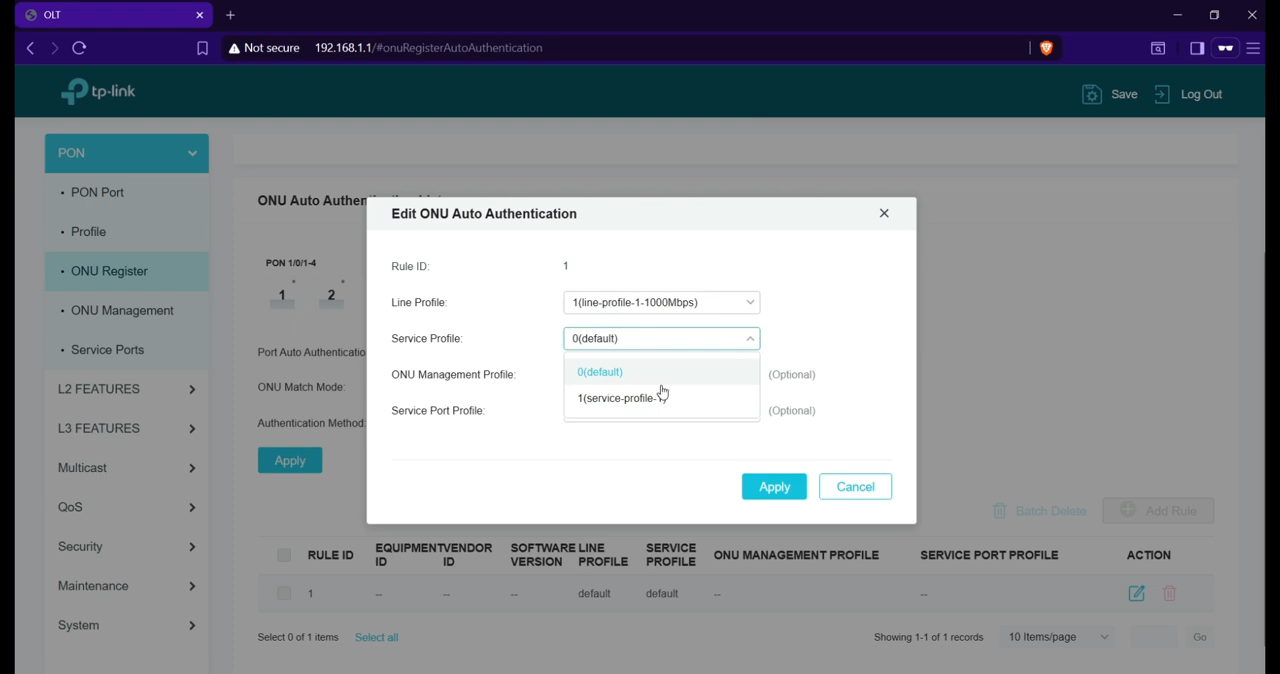 OLT
Not secure 192.168.1.1/#onuRegisterAutoAuthentication
tp-link
Save
Log Out
PON
PON Port
Profile
ONU Register
ONU Management
Service Ports
L2 FEATURES
L3 FEATURES
Multicast
QoS
Security
Maintenance
System
ONU Auto Authen
PON 1/0/1-4
1 2
Port Auto Authenticatio
ONU Match Mode:
Authentication Method:
Apply
Edit ONU Auto Authentication
Rule ID: 1
Line Profile: 1(line-profile-1-1000Mbps)
Service Profile: 0(default)
0(default)
1(service-profile-1)
ONU Management Profile: (Optional)
Service Port Profile: (Optional)
Apply Cancel
Batch Delete Add Rule
RULE ID EQUIPMENT ID VENDOR ID SOFTWARE VERSION LINE PROFILE SERVICE PROFILE ONU MANAGEMENT PROFILE SERVICE PORT PROFILE ACTION
1 -- -- -- default default -- --
Select 0 of 1 items Select all Showing 1-1 of 1 records 10 Items/page Go